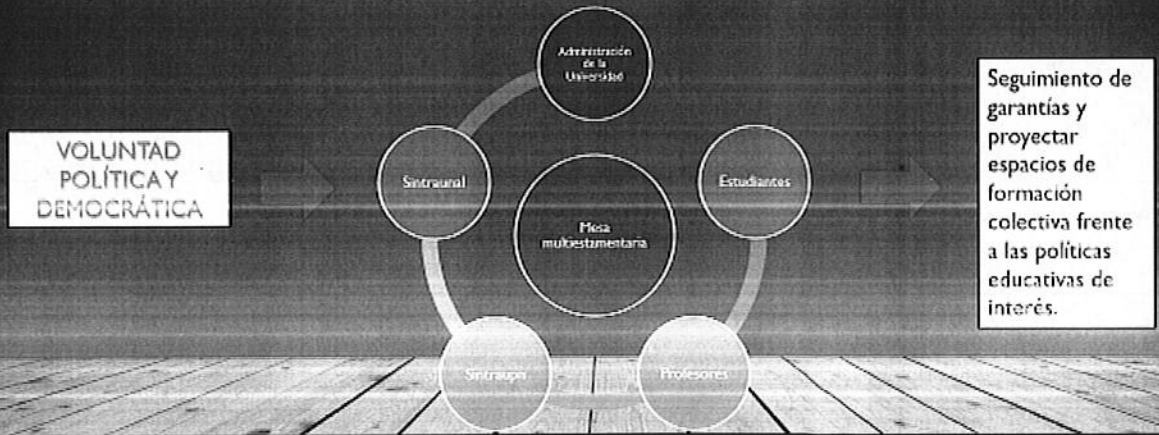 VOLUNTAD
POLÍTICA Y
DEMOCRÁTICA
Administración
de la
Universidad
Sintraunal
Estudiantes
Mesa
multiestamentaria
Sintraupn
Profesores
Seguimiento de
garantías y
proyectar
espacios de
formación
colectiva frente
a las políticas
educativas de
interés.